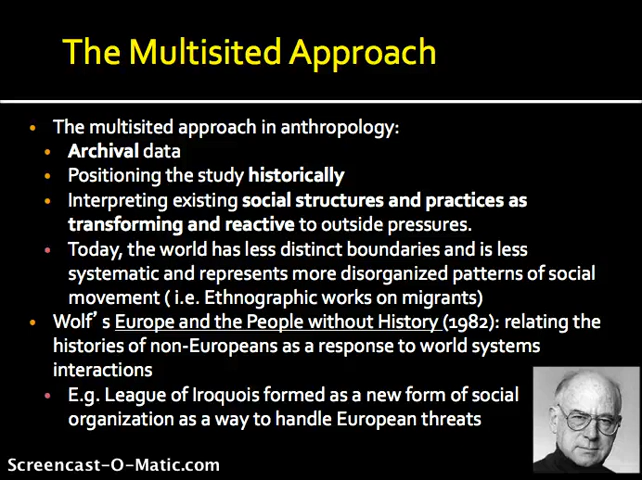 The Multisited Approach
• The multisited approach in anthropology:
• Archival data
• Positioning the study historically
• Interpreting existing social structures and practices as
transforming and reactive to outside pressures.
• Today, the world has less distinct boundaries and is less
systematic and represents more disorganized patterns of social
movement ( i.e. Ethnographic works on migrants)
• Wolf’ s Europe and the People without History (1982): relating the
histories of non-Europeans as a response to world systems
interactions
• E.g. League of Iroquois formed as a new form of social
organization as a way to handle European threats
Screencast-O-Matic.com